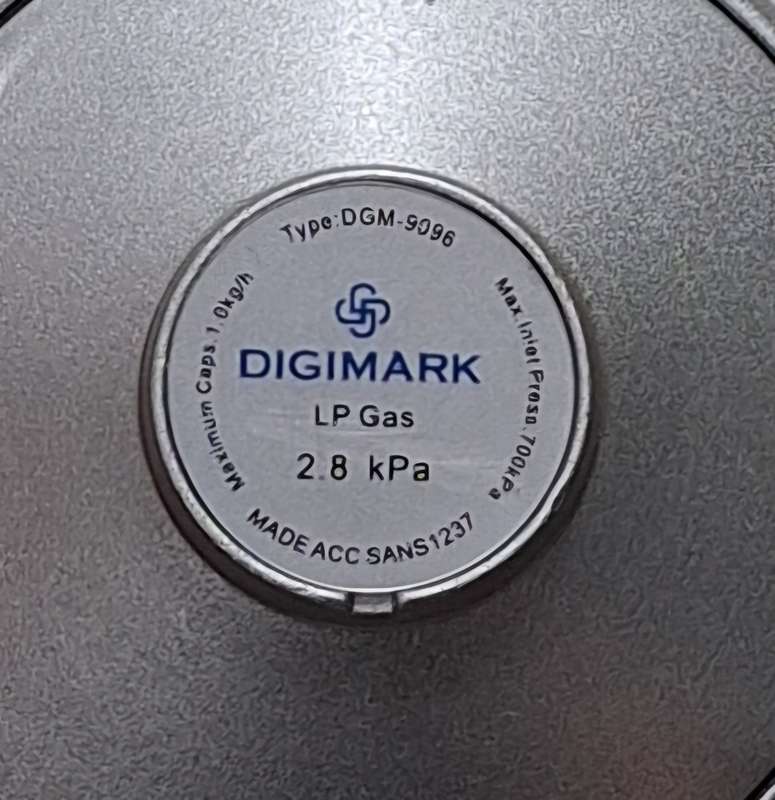 Type:DGM-9096
Maximum Caps.1.0kg/h
Max.Inlet Press.700kPa
DIGIMARK
LP Gas
2.8 kPa
MADE ACC SANS1237